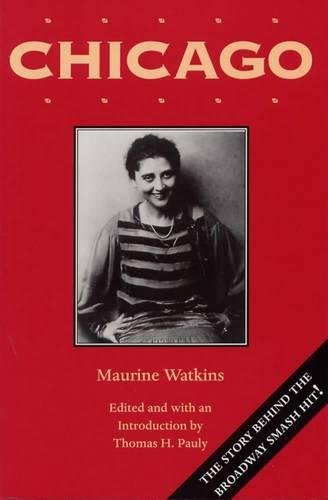 CHICAGO
Maurine Watkins
Edited and with an
Introduction by
Thomas H. Pauly
THE STORY BEHIND THE
BROADWAY SMASH HIT!